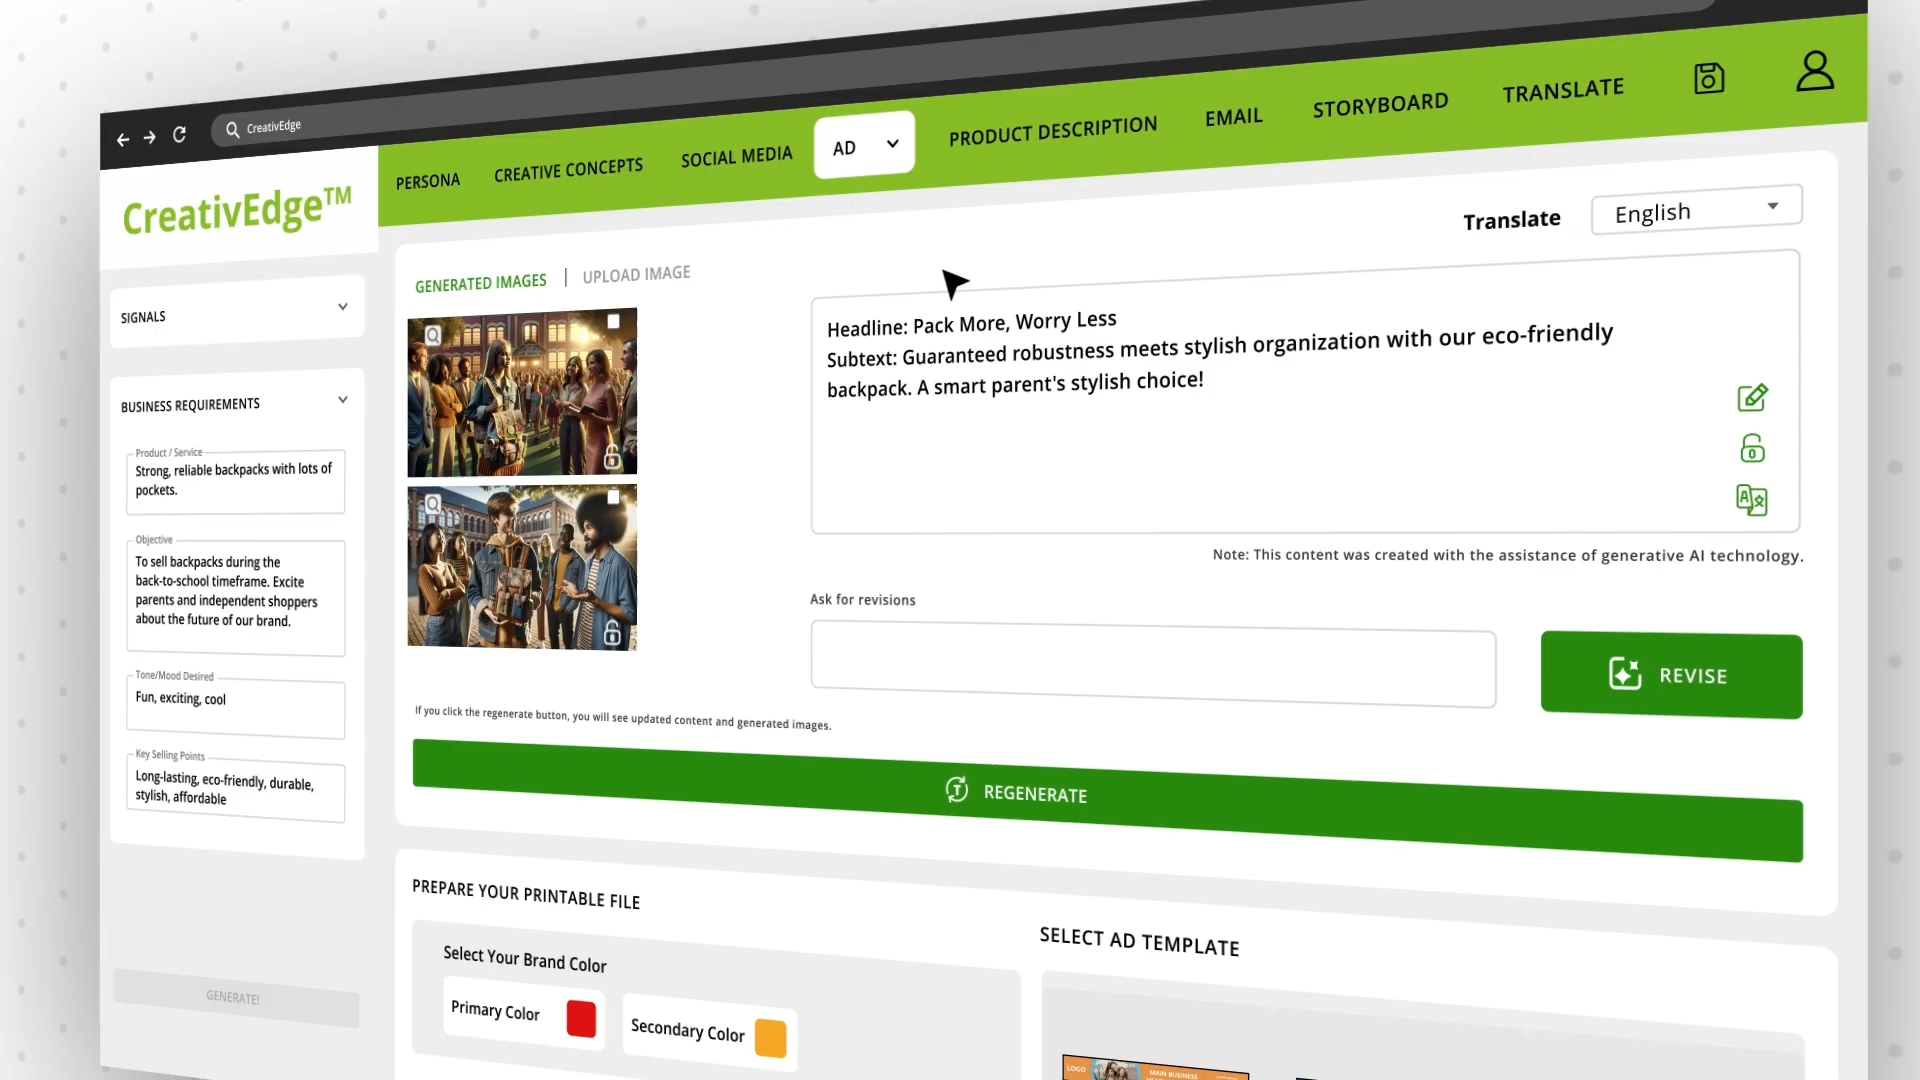 CreativEdge
CreativEdge™
PERSONA
CREATIVE CONCEPTS
SOCIAL MEDIA
AD
PRODUCT DESCRIPTION
EMAIL
STORYBOARD
TRANSLATE
SIGNALS
BUSINESS REQUIREMENTS
Product / Service
Strong, reliable backpacks with lots of
pockets.
Objective
To sell backpacks during the
back-to-school timeframe. Excite
parents and independent shoppers
about the future of our brand.
Tone/Mood Desired
Fun, exciting, cool
Key Selling Points
Long-lasting, eco-friendly, durable,
stylish, affordable
GENERATE!
Translate
English
GENERATED IMAGES | UPLOAD IMAGE
Headline: Pack More, Worry Less
Subtext: Guaranteed robustness meets stylish organization with our eco-friendly
backpack. A smart parent's stylish choice!
Note: This content was created with the assistance of generative AI technology.
Ask for revisions
REVISE
If you click the regenerate button, you will see updated content and generated images.
REGENERATE
PREPARE YOUR PRINTABLE FILE
Select Your Brand Color
Primary Color
Secondary Color
SELECT AD TEMPLATE
LOGO
MAIN BUSINESS